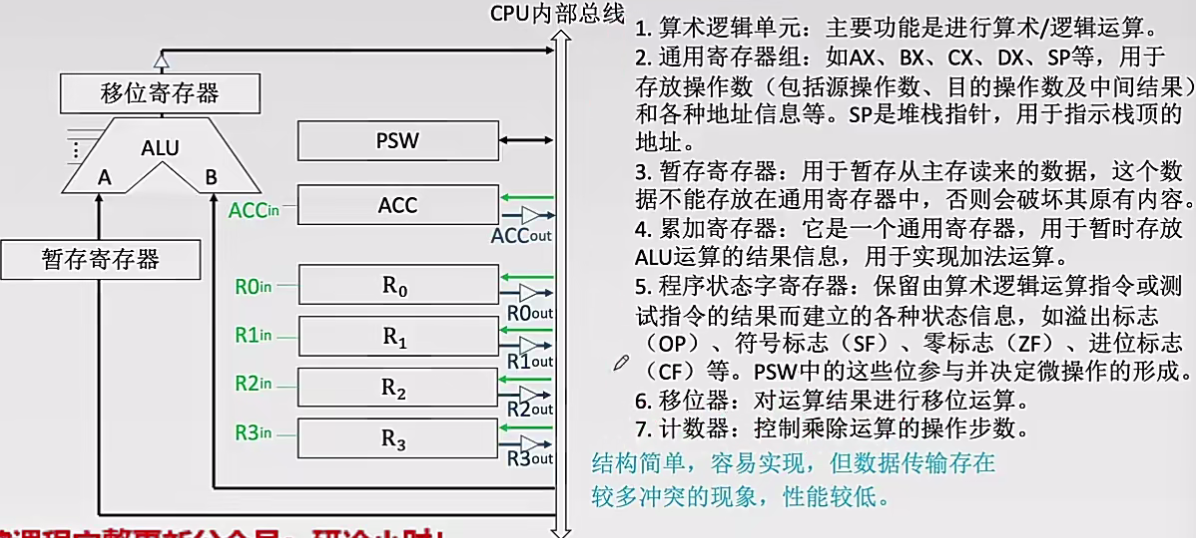 CPU内部总线
移位寄存器
ALU
A
B
暂存寄存器
PSW
ACCin
ACC
ACCout
R0in
R₀
R0out
R1in
R₁
R1out
R2in
R₂
R2out
R3in
R₃
R3out
1. 算术逻辑单元：主要功能是进行算术/逻辑运算。
2. 通用寄存器组：如AX、BX、CX、DX、SP等，用于
存放操作数（包括源操作数、目的操作数及中间结果）
和各种地址信息等。SP是堆栈指针，用于指示栈顶的
地址。
3. 暂存寄存器：用于暂存从主存读来的数据，这个数
据不能存放在通用寄存器中，否则会破坏其原有内容。
4. 累加寄存器：它是一个通用寄存器，用于暂时存放
ALU运算的结果信息，用于实现加法运算。
5. 程序状态字寄存器：保留由算术逻辑运算指令或测
试指令的结果而建立的各种状态信息，如溢出标志
（OP）、符号标志（SF）、零标志（ZF）、进位标志
（CF）等。PSW中的这些位参与并决定微操作的形成。
6. 移位器：对运算结果进行移位运算。
7. 计数器：控制乘除运算的操作步数。
结构简单，容易实现，但数据传输存在
较多冲突的现象，性能较低。